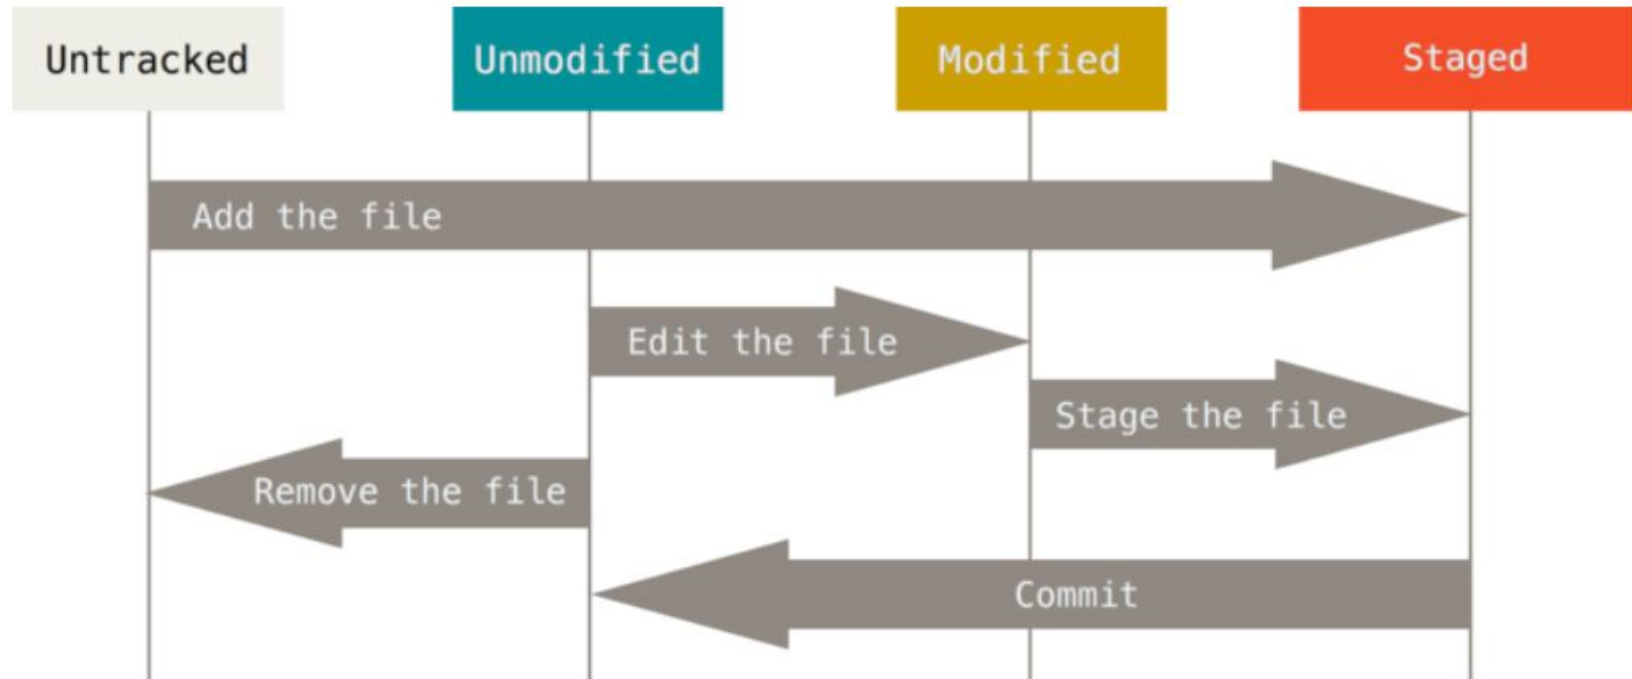 Untracked
Unmodified
Modified
Staged
Add the file
Edit the file
Stage the file
Remove the file
Commit